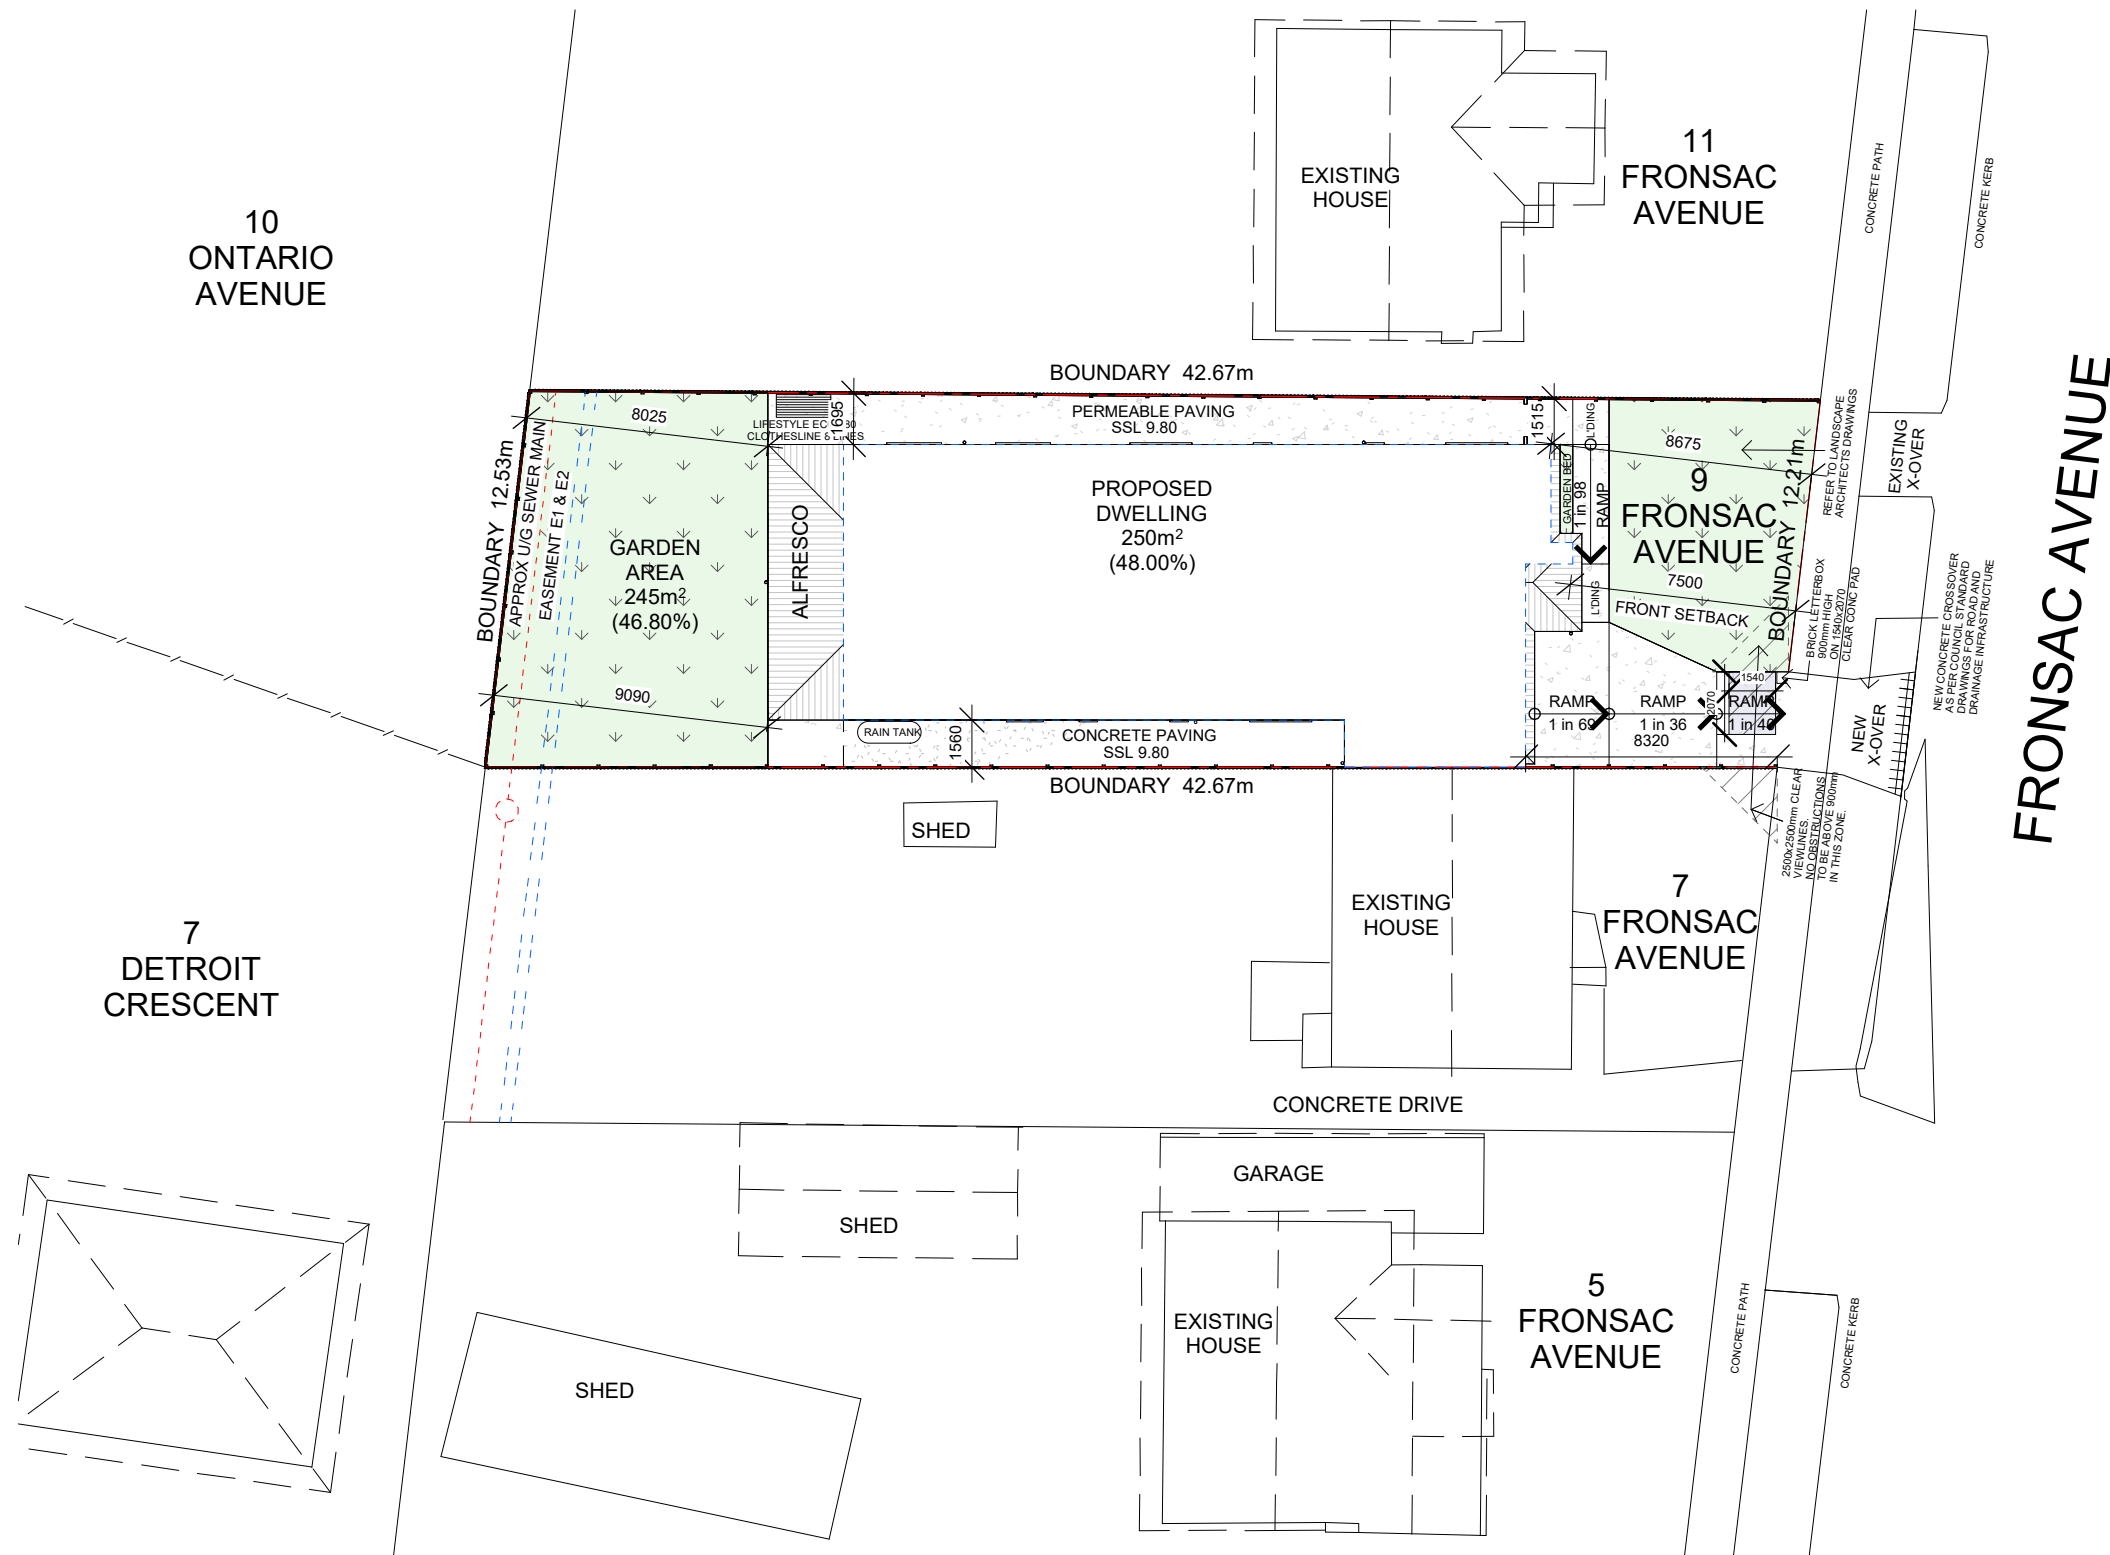 11
FRONSAC
AVENUE
EXISTING
HOUSE
CONCRETE PATH
CONCRETE KERB
10
ONTARIO
AVENUE
FRONSAC AVENUE
BOUNDARY 42.67m
8025
1695
PERMEABLE PAVING
SSL 9.80
1515
L'DING
8675
LIFESTYLE
CLOTHESLINE
REFER TO LANDSCAPE
ARCHITECTS DRAWINGS
EXISTING
X-OVER
BOUNDARY 12.53m
APPROX U/G SEWER MAIN
EASEMENT E1 & E2
GARDEN
AREA
245m²
(46.80%)
ALFRESCO
PROPOSED
DWELLING
250m²
(48.00%)
GARDEN BED
1 in 98
RAMP
9
FRONSAC
AVENUE
BOUNDARY 12.21m
7500
FRONT SETBACK
L'DING
BRICK LETTERBOX
900mm HIGH
ON 1540x2070
CLEAR CONC PAD
NEW CONCRETE CROSSOVER
AS PER COUNCIL STANDARD
DRAWINGS FOR ROAD AND
DRAINAGE INFRASTRUCTURE
9090
RAIN TANK
1560
CONCRETE PAVING
SSL 9.80
RAMP
1 in 69
RAMP
1 in 36
8320
2070
1540
RAMP
1 in 40
NEW
X-OVER
BOUNDARY 42.67m
2500x2500mm CLEAR
VIEWLINES.
NO OBSTRUCTIONS
TO BE ABOVE 900mm
IN THIS ZONE.
SHED
EXISTING
HOUSE
7
FRONSAC
AVENUE
7
DETROIT
CRESCENT
CONCRETE DRIVE
GARAGE
SHED
EXISTING
HOUSE
5
FRONSAC
AVENUE
SHED
CONCRETE PATH
CONCRETE KERB